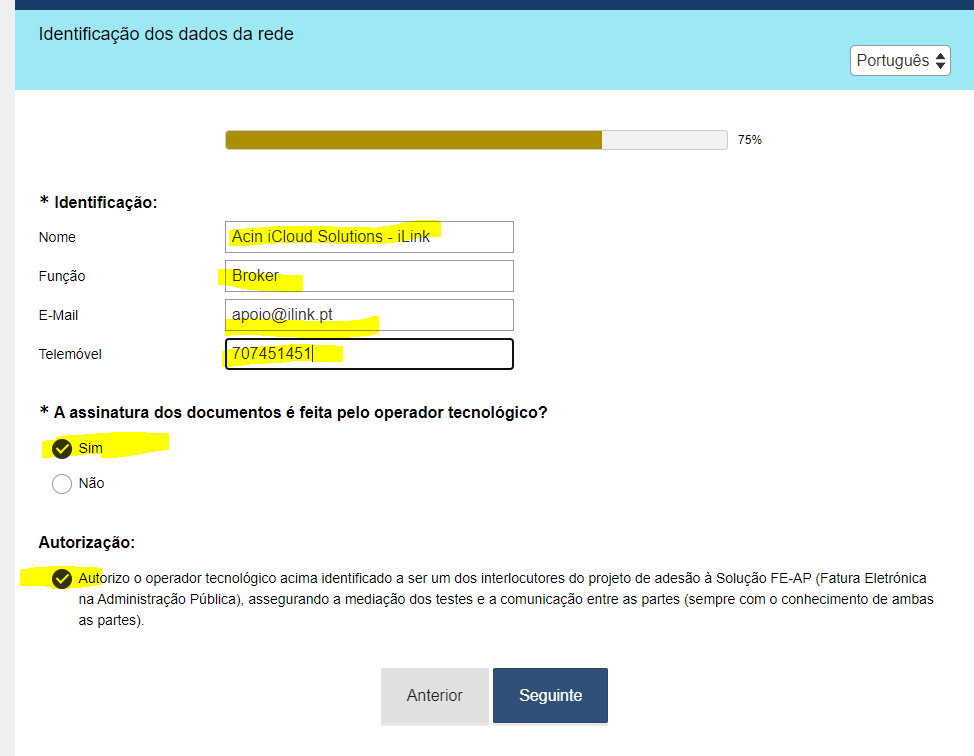 Identificação dos dados da rede
Português
75%
* Identificação:
Nome
Acin iCloud Solutions - iLink
Função
Broker
E-Mail
apoio@ilink.pt
Telemóvel
707451451
* A assinatura dos documentos é feita pelo operador tecnológico?
Sim
Não
Autorização:
Autorizo o operador tecnológico acima identificado a ser um dos interlocutores do projeto de adesão à Solução FE-AP (Fatura Eletrónica
na Administração Pública), assegurando a mediação dos testes e a comunicação entre as partes (sempre com o conhecimento de ambas
as partes).
Anterior
Seguinte